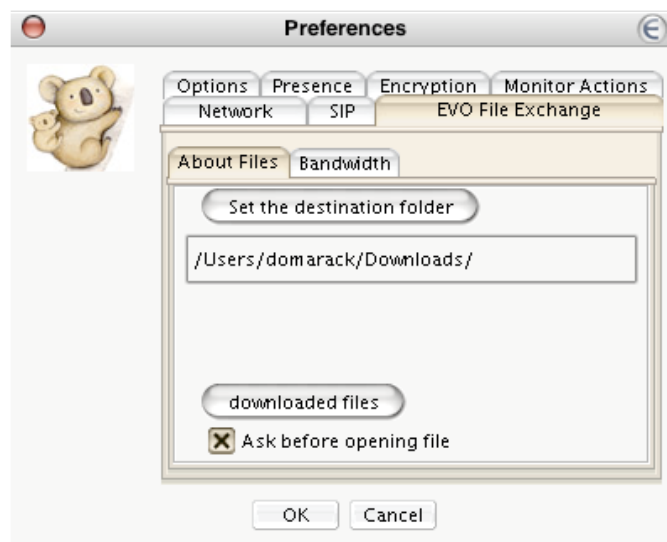 Preferences
Options Presence Encryption Monitor Actions
Network SIP EVO File Exchange
About Files Bandwidth
Set the destination folder
/Users/domarack/Downloads/
downloaded files
Ask before opening file
OK Cancel